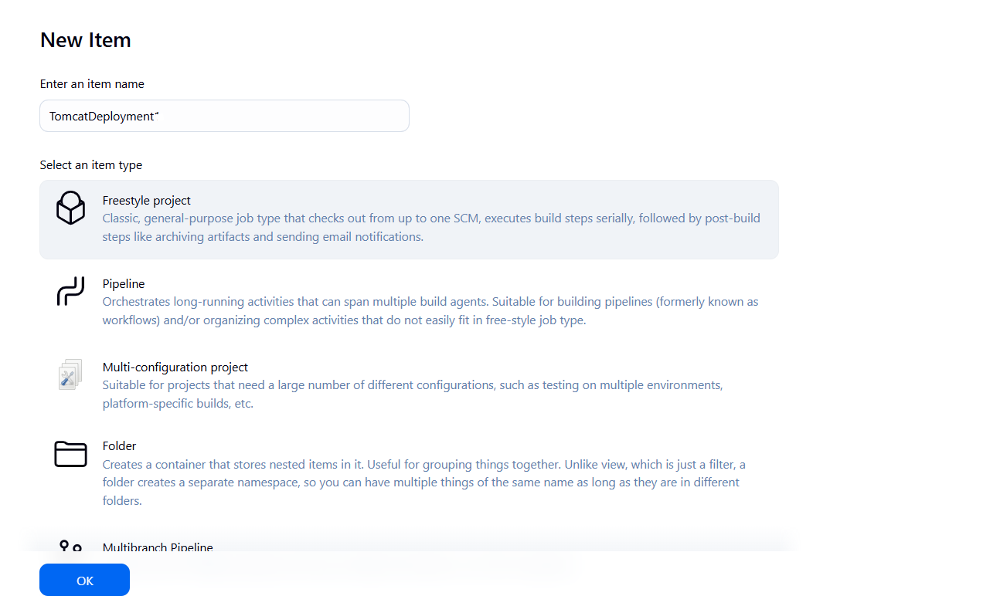 New Item
Enter an item name
TomcatDeployment
Select an item type
Freestyle project
Classic, general-purpose job type that checks out from up to one SCM, executes build steps serially, followed by post-build
steps like archiving artifacts and sending email notifications.
Pipeline
Orchestrates long-running activities that can span multiple build agents. Suitable for building pipelines (formerly known as
workflows) and/or organizing complex activities that do not easily fit in free-style job type.
Multi-configuration project
Suitable for projects that need a large number of different configurations, such as testing on multiple environments,
platform-specific builds, etc.
Folder
Creates a container that stores nested items in it. Useful for grouping things together. Unlike view, which is just a filter, a
folder creates a separate namespace, so you can have multiple things of the same name as long as they are in different
folders.
Multibranch Pipeline
OK